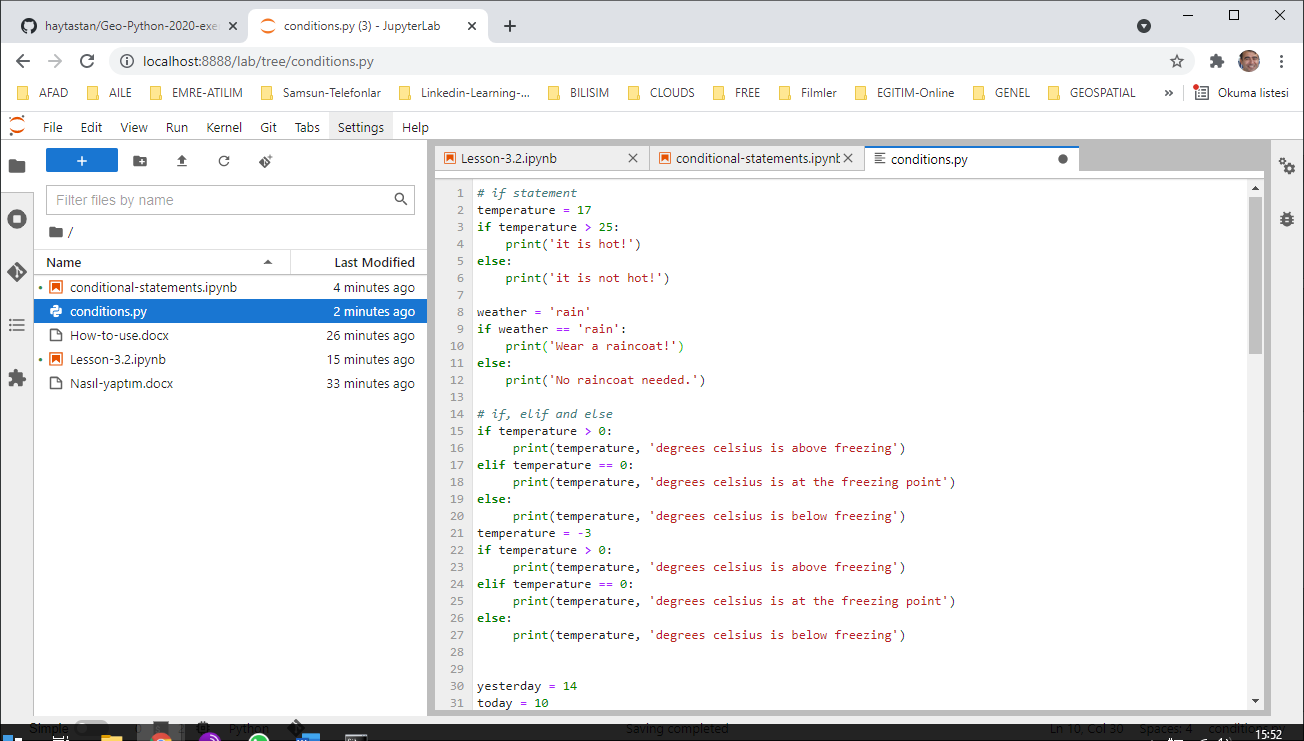 haytastan/Geo-Python-2020-exe
conditions.py (3) - JupyterLab
localhost:8888/lab/tree/conditions.py
AFAD AILE EMRE-ATILIM Samsun-Telefonlar Linkedin-Learning-... BILISIM CLOUDS FREE Filmler EGITIM-Online GENEL GEOSPATIAL » Okuma listesi
File Edit View Run Kernel Git Tabs Settings Help
Lesson-3.2.ipynb conditional-statements.ipynb conditions.py
Filter files by name
/
Name Last Modified
conditional-statements.ipynb 4 minutes ago
conditions.py 2 minutes ago
How-to-use.docx 26 minutes ago
Lesson-3.2.ipynb 15 minutes ago
Nasıl-yaptım.docx 33 minutes ago
1 # if statement
2 temperature = 17
3 if temperature > 25:
4     print('it is hot!')
5 else:
6     print('it is not hot!')
7
8 weather = 'rain'
9 if weather == 'rain':
10     print('Wear a raincoat!')
11 else:
12     print('No raincoat needed.')
13
14 # if, elif and else
15 if temperature > 0:
16      print(temperature, 'degrees celsius is above freezing')
17 elif temperature == 0:
18      print(temperature, 'degrees celsius is at the freezing point')
19 else:
20      print(temperature, 'degrees celsius is below freezing')
21 temperature = -3
22 if temperature > 0:
23      print(temperature, 'degrees celsius is above freezing')
24 elif temperature == 0:
25      print(temperature, 'degrees celsius is at the freezing point')
26 else:
27      print(temperature, 'degrees celsius is below freezing')
28
29
30 yesterday = 14
31 today = 10
Simple Python Saving completed Ln 10, Col 30 Spaces: 4 conditions.py
15:52